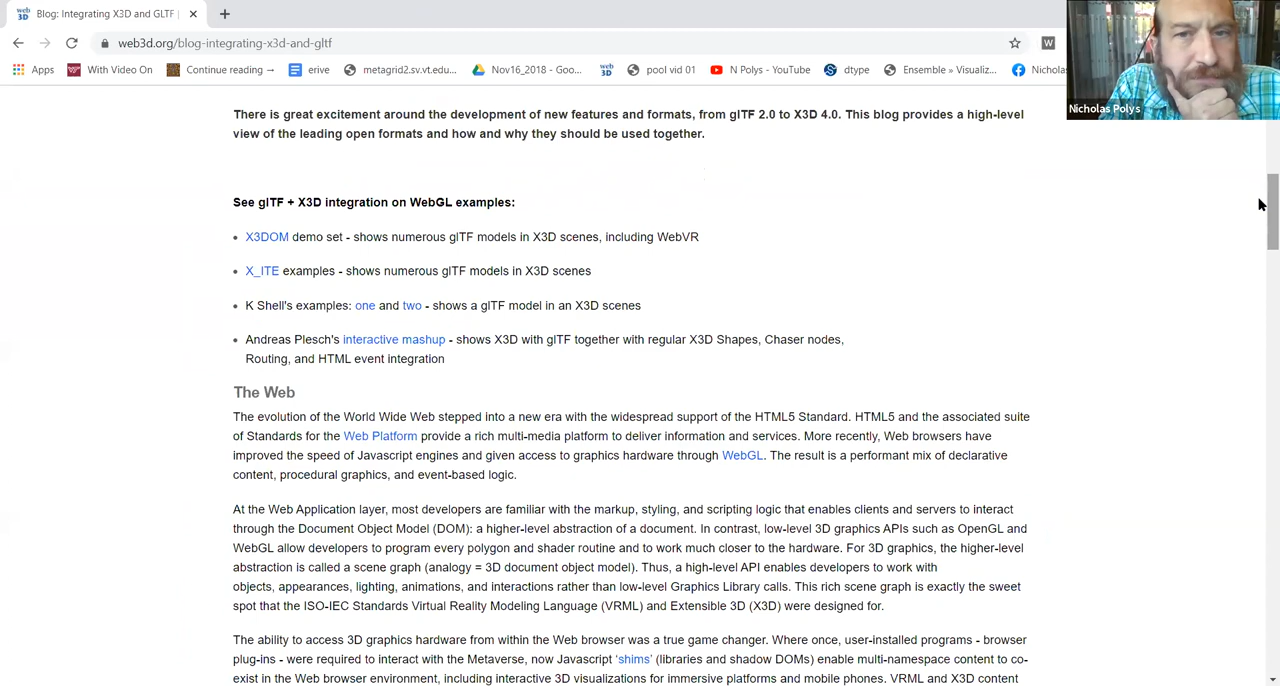 web 3D
Blog: Integrating X3D and GLTF |
web3d.org/blog-integrating-x3d-and-gltf
W
Apps
With Video On
Continue reading →
erive
metagrid2.sv.vt.edu...
Nov16_2018 - Goo...
web 3D
pool vid 01
N Polys - YouTube
dtype
Ensemble » Visualiz...
Nichola
Nicholas Polys
There is great excitement around the development of new features and formats, from glTF 2.0 to X3D 4.0. This blog provides a high-level
view of the leading open formats and how and why they should be used together.
See glTF + X3D integration on WebGL examples:
• X3DOM demo set - shows numerous glTF models in X3D scenes, including WebVR
• X_ITE examples - shows numerous glTF models in X3D scenes
• K Shell's examples: one and two - shows a glTF model in an X3D scenes
• Andreas Plesch's interactive mashup - shows X3D with glTF together with regular X3D Shapes, Chaser nodes,
Routing, and HTML event integration
The Web
The evolution of the World Wide Web stepped into a new era with the widespread support of the HTML5 Standard. HTML5 and the associated suite
of Standards for the Web Platform provide a rich multi-media platform to deliver information and services. More recently, Web browsers have
improved the speed of Javascript engines and given access to graphics hardware through WebGL. The result is a performant mix of declarative
content, procedural graphics, and event-based logic.
At the Web Application layer, most developers are familiar with the markup, styling, and scripting logic that enables clients and servers to interact
through the Document Object Model (DOM): a higher-level abstraction of a document. In contrast, low-level 3D graphics APIs such as OpenGL and
WebGL allow developers to program every polygon and shader routine and to work much closer to the hardware. For 3D graphics, the higher-level
abstraction is called a scene graph (analogy = 3D document object model). Thus, a high-level API enables developers to work with
objects, appearances, lighting, animations, and interactions rather than low-level Graphics Library calls. This rich scene graph is exactly the sweet
spot that the ISO-IEC Standards Virtual Reality Modeling Language (VRML) and Extensible 3D (X3D) were designed for.
The ability to access 3D graphics hardware from within the Web browser was a true game changer. Where once, user-installed programs - browser
plug-ins - were required to interact with the Metaverse, now Javascript ‘shims’ (libraries and shadow DOMs) enable multi-namespace content to co-
exist in the Web browser environment, including interactive 3D visualizations for immersive platforms and mobile phones. VRML and X3D content